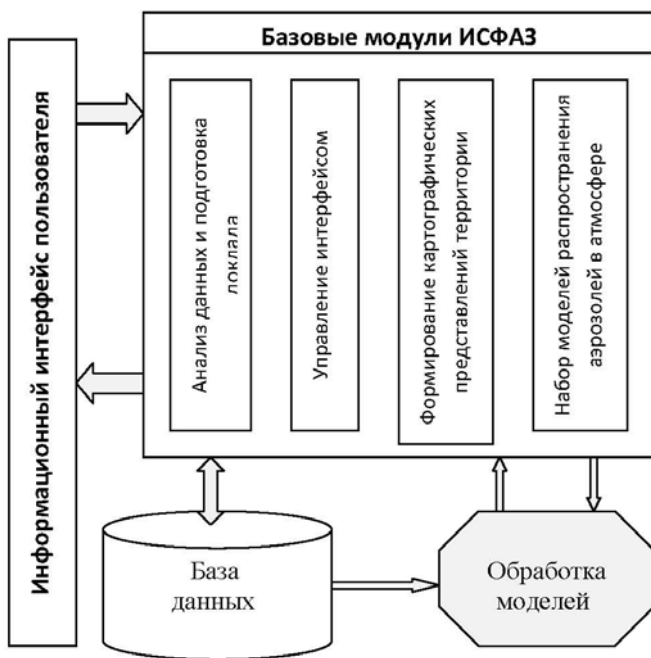 Базовые модули ИСФАЗ
Информационный интерфейс пользователя
Анализ данных и подготовка
доклада
Управление интерфейсом
Формирование картографических
представлений территории
Набор моделей распространения
аэрозолей в атмосфере
База
данных
Обработка
моделей